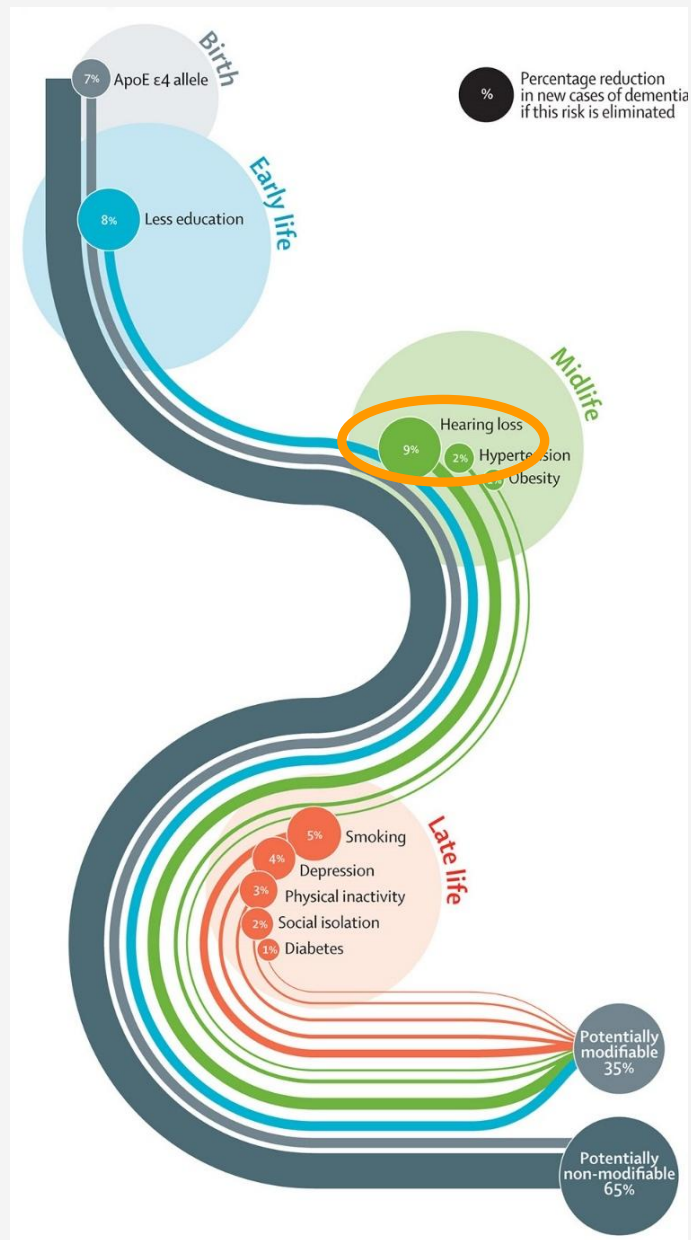 Birth
7%
ApoE ε4 allele
%
Percentage reduction
in new cases of dementia
if this risk is eliminated
Early life
8%
Less education
Midlife
9%
Hearing loss
2%
Hypertension
Obesity
Late life
5%
Smoking
4%
Depression
3%
Physical inactivity
2%
Social isolation
1%
Diabetes
Potentially
modifiable
35%
Potentially
non-modifiable
65%